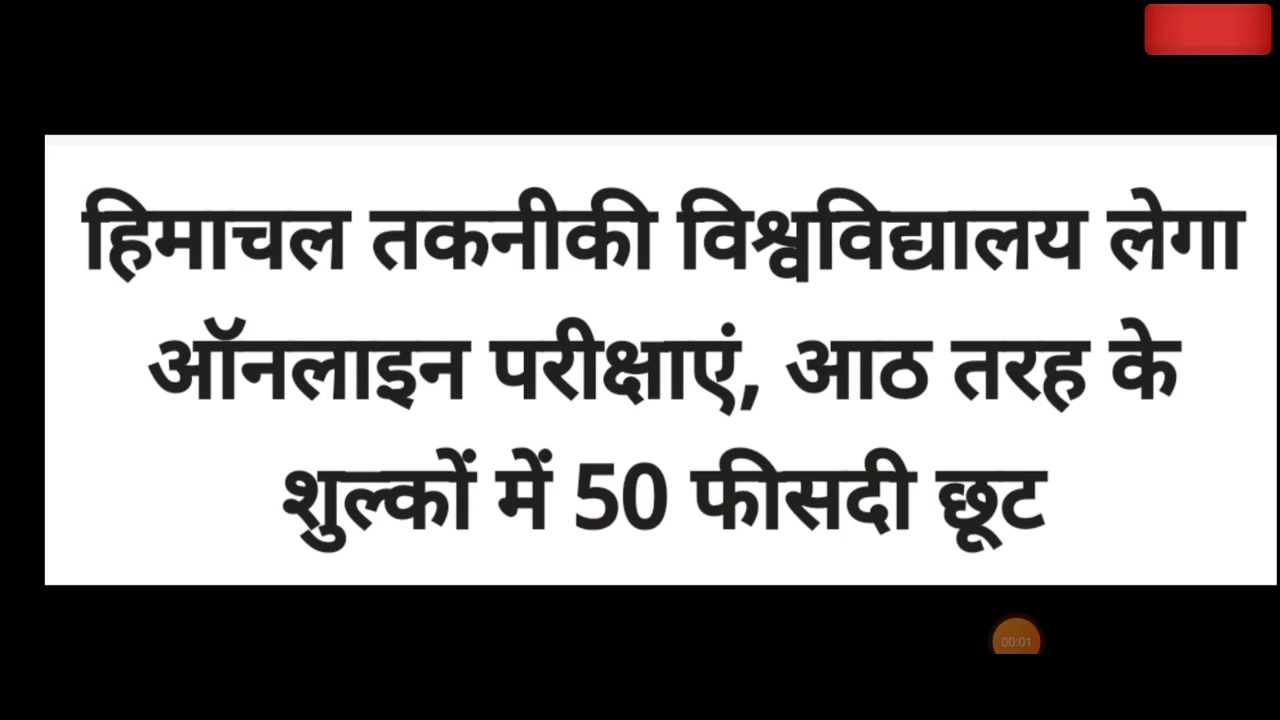 हिमाचल तकनीकी विश्वविद्यालय लेगा
ऑनलाइन परीक्षाएं, आठ तरह के
शुल्कों में 50 फीसदी छूट
00:01